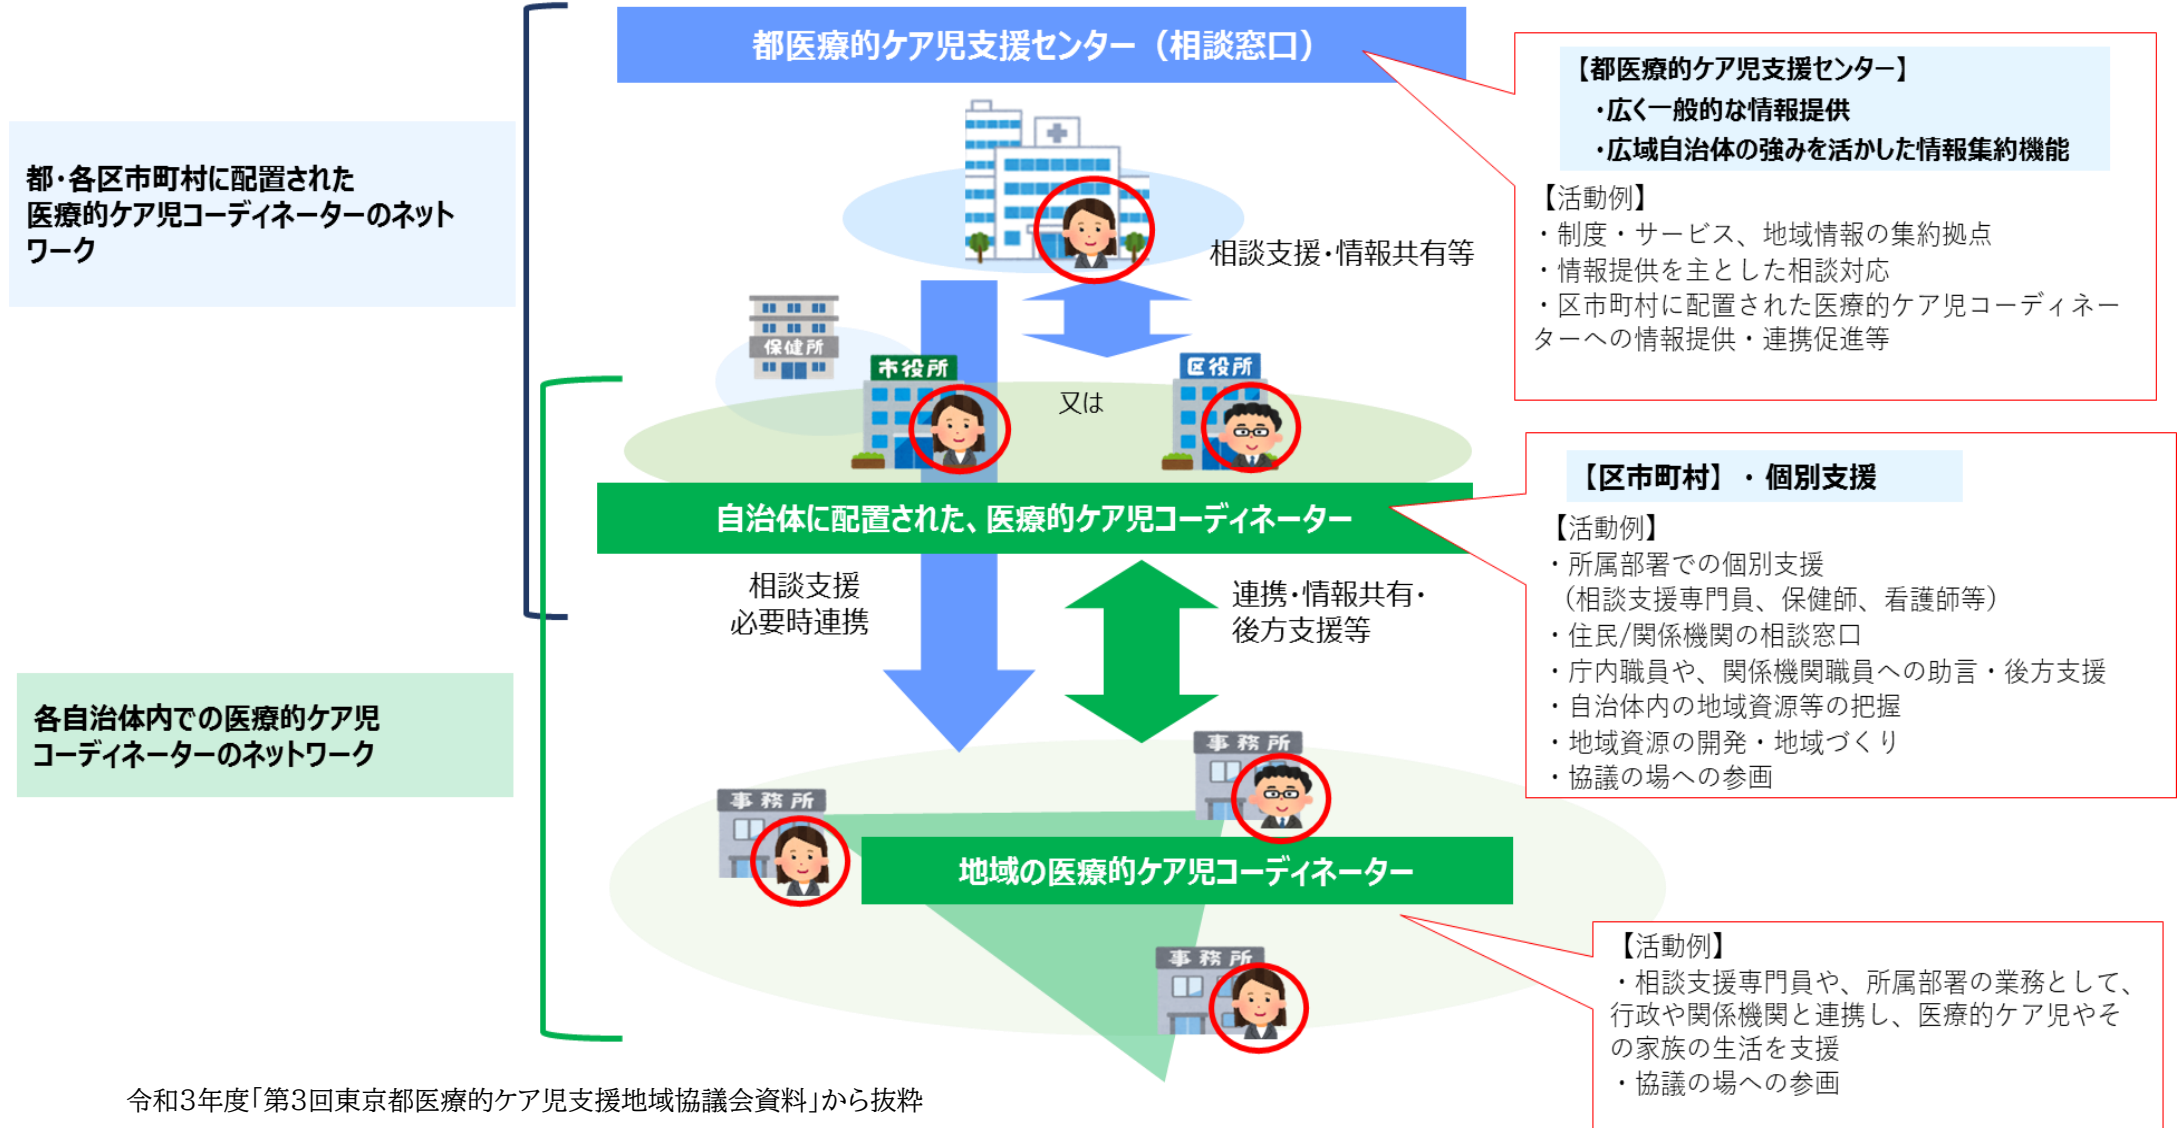 都医療的ケア児支援センター（相談窓口）
【都医療的ケア児支援センター】
・広く一般的な情報提供
・広域自治体の強みを活かした情報集約機能
【活動例】
・制度・サービス、地域情報の集約拠点
・情報提供を主とした相談対応
・区市町村に配置された医療的ケア児コーディネー
ターへの情報提供・連携促進等
都・各区市町村に配置された
医療的ケア児コーディネーターのネット
ワーク
相談支援・情報共有等
保健所
市役所
又は
区役所
自治体に配置された、医療的ケア児コーディネーター
【区市町村】・個別支援
【活動例】
・所属部署での個別支援
（相談支援専門員、保健師、看護師等）
・住民/関係機関の相談窓口
・庁内職員や、関係機関職員への助言・後方支援
・自治体内の地域資源等の把握
・地域資源の開発・地域づくり
・協議の場への参画
相談支援
必要時連携
連携・情報共有・
後方支援等
各自治体内での医療的ケア児
コーディネーターのネットワーク
事務所
事務所
地域の医療的ケア児コーディネーター
事務所
【活動例】
・相談支援専門員や、所属部署の業務として、
行政や関係機関と連携し、医療的ケア児やそ
の家族の生活を支援
・協議の場への参画
令和3年度「第3回東京都医療的ケア児支援地域協議会資料」から抜粋